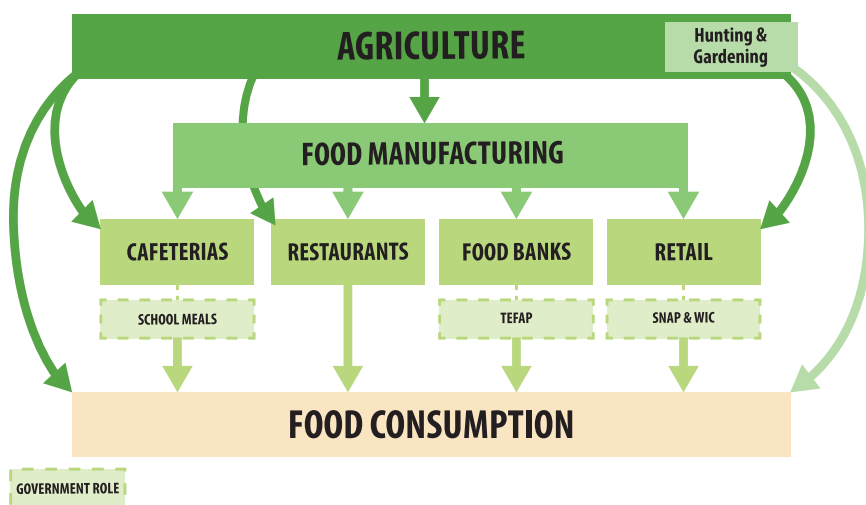 AGRICULTURE
Hunting &
Gardening
FOOD MANUFACTURING
CAFETERIAS
RESTAURANTS
FOOD BANKS
RETAIL
SCHOOL MEALS
TEFAP
SNAP & WIC
FOOD CONSUMPTION
GOVERNMENT ROLE